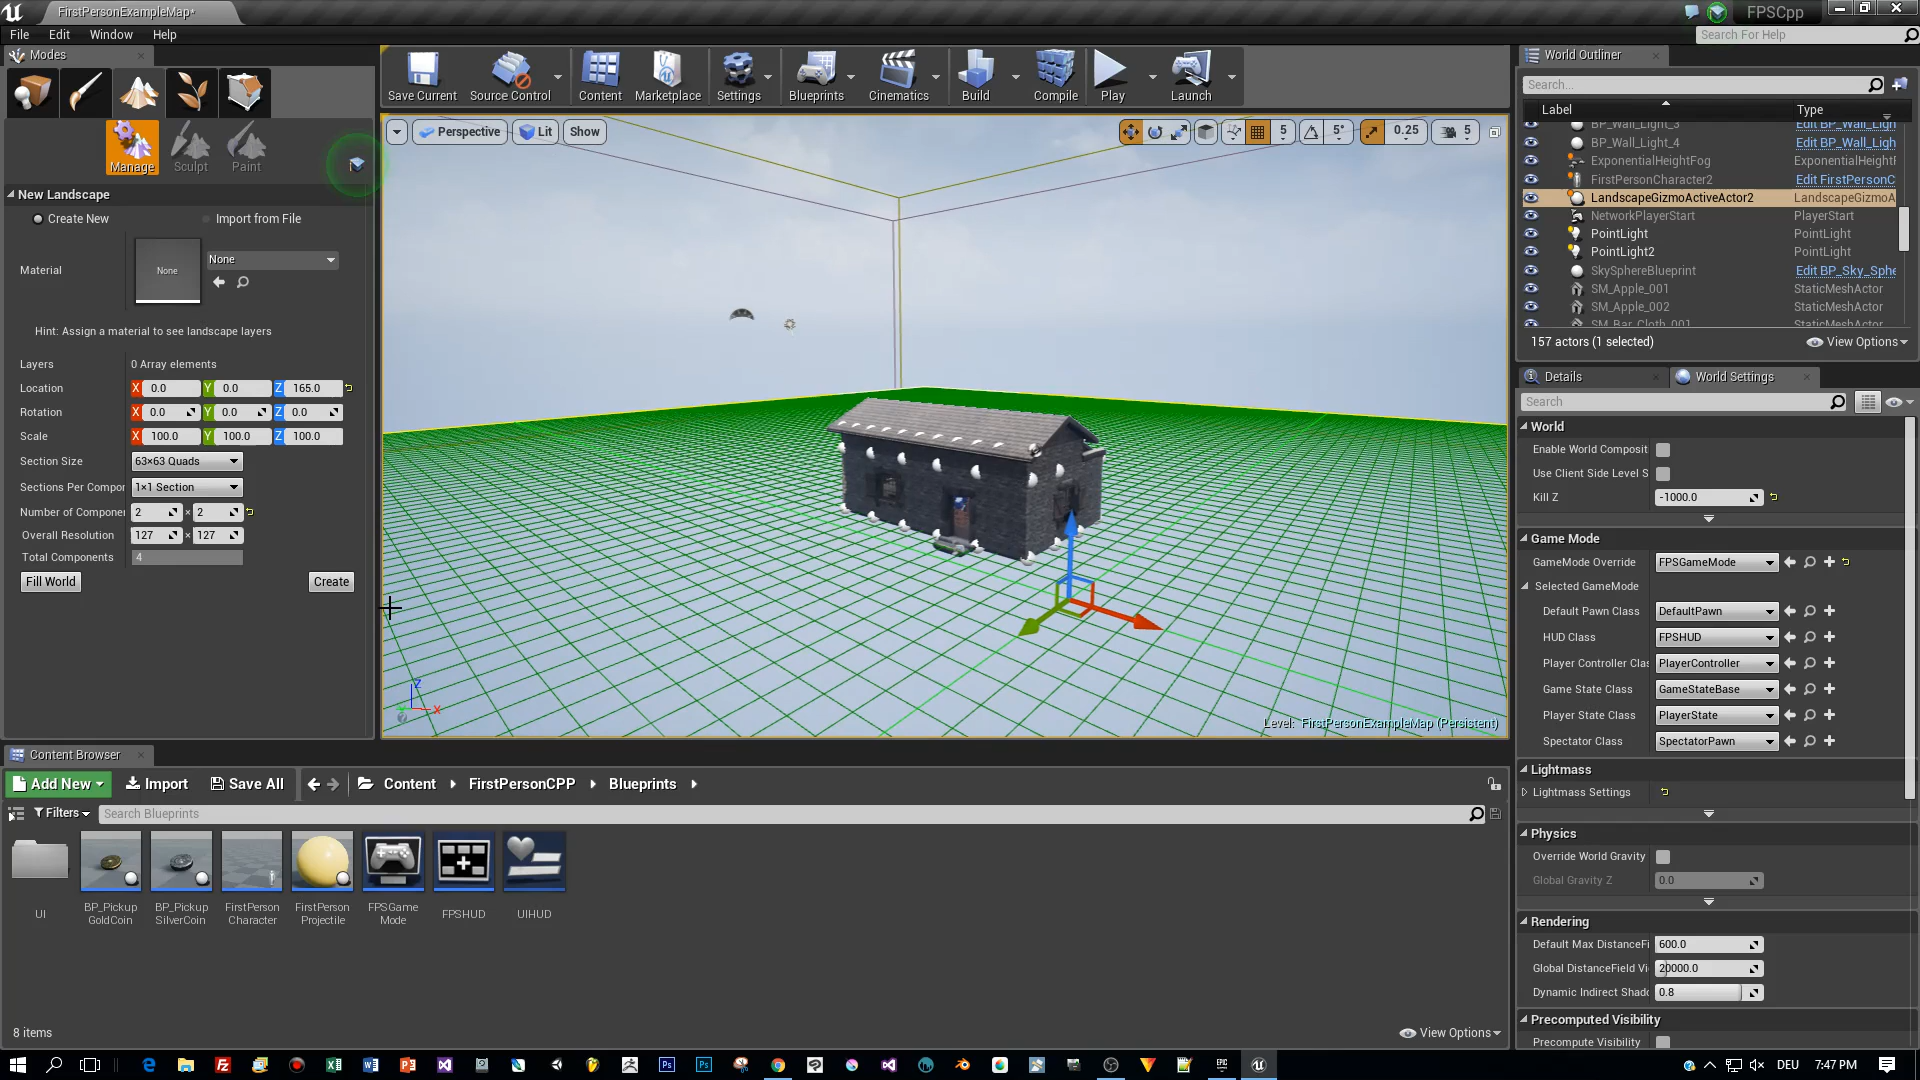 FirstPersonExampleMap*
FPSCpp
File
Edit
Window
Help
Search For Help
Modes
Manage
Sculpt
Paint
New Landscape
Create New
Import from File
Material
None
None
Hint: Assign a material to see landscape layers
Layers
0 Array elements
Location
X 0.0 Y 0.0 Z 165.0
Rotation
X 0.0 Y 0.0 Z 0.0
Scale
X 100.0 Y 100.0 Z 100.0
Section Size
63×63 Quads
Sections Per Compor
1×1 Section
Number of Componer
2 × 2
Overall Resolution
127 × 127
Total Components
4
Fill World
Create
Save Current
Source Control
Content
Marketplace
Settings
Blueprints
Cinematics
Build
Compile
Play
Launch
Perspective
Lit
Show
5
5°
0.25
5
Z
X
Level: FirstPersonExampleMap (Persistent)
World Outliner
Search...
Label
Type
BP_Wall_Light_3 Edit BP_Wall_Ligh
BP_Wall_Light_4 Edit BP_Wall_Ligh
ExponentialHeightFog ExponentialHeightF
FirstPersonCharacter2 Edit FirstPersonC
LandscapeGizmoActiveActor2 LandscapeGizmoA
NetworkPlayerStart PlayerStart
PointLight PointLight
PointLight2 PointLight
SkySphereBlueprint Edit BP_Sky_Sphe
SM_Apple_001 StaticMeshActor
SM_Apple_002 StaticMeshActor
SM_Bar_Cloth_001 StaticMeshActor
157 actors (1 selected)
View Options
Details
World Settings
Search
World
Enable World Composit
Use Client Side Level S
Kill Z
-1000.0
Game Mode
GameMode Override
FPSGameMode
Selected GameMode
Default Pawn Class
DefaultPawn
HUD Class
FPSHUD
Player Controller Clas
PlayerController
Game State Class
GameStateBase
Player State Class
PlayerState
Spectator Class
SpectatorPawn
Lightmass
Lightmass Settings
Physics
Override World Gravity
Global Gravity Z
0.0
Rendering
Default Max DistanceFi
600.0
Global DistanceField Vi
20000.0
Dynamic Indirect Shado
0.8
Precomputed Visibility
Precompute Visibility
Content Browser
Add New
Import
Save All
Content
FirstPersonCPP
Blueprints
Filters
Search Blueprints
UI
BP_Pickup
GoldCoin
BP_Pickup
SilverCoin
FirstPerson
Character
FirstPerson
Projectile
FPSGame
Mode
FPSHUD
UIHUD
8 items
View Options
DEU
7:47 PM